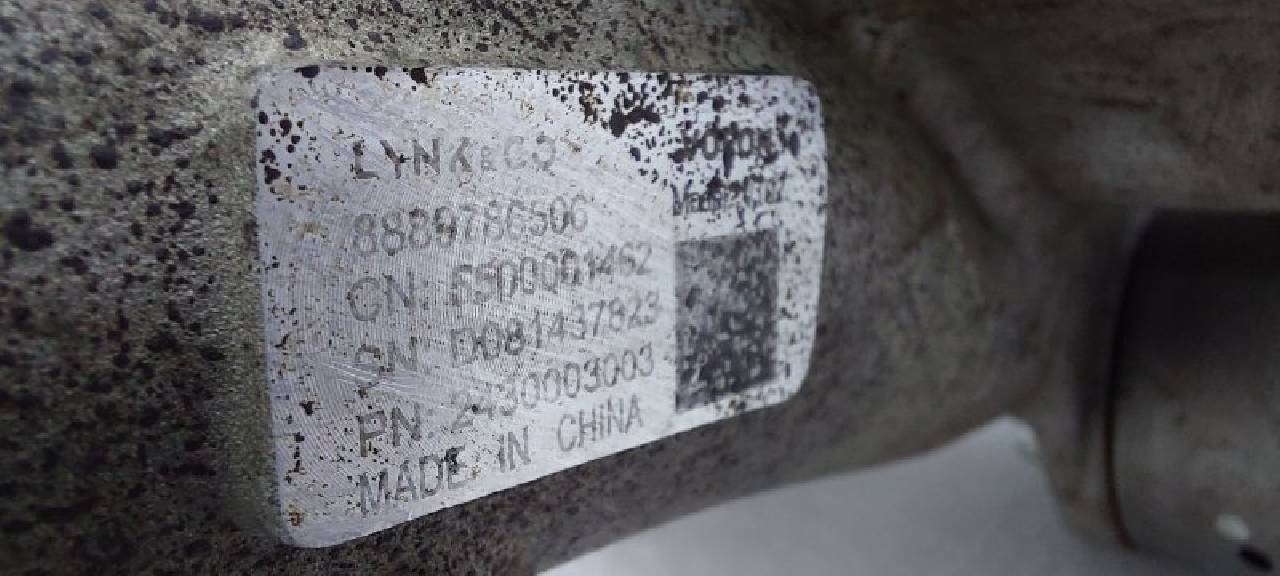 LYNK&CO
8889786506
CN: 5500001462
SN: D081437823
PN: 2430003003
MADE IN CHINA